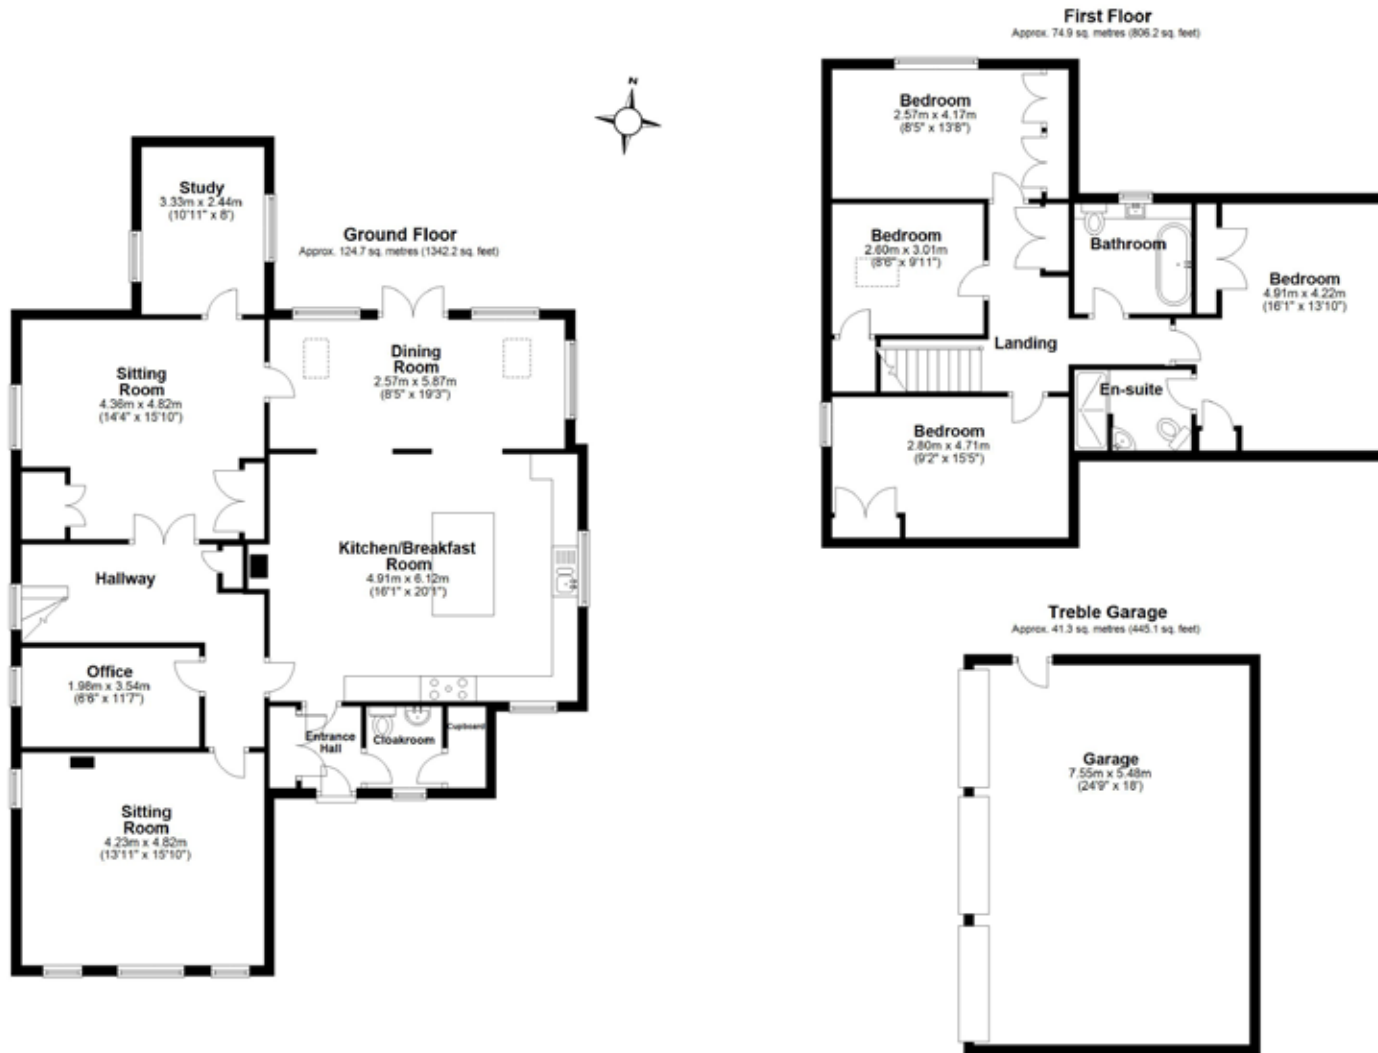 First Floor
Approx. 74.9 sq. metres (806.2 sq. feet)
N
Bedroom
2.57m x 4.17m
(8'5" x 13'8")
Study
3.33m x 2.44m
(10'11" x 8')
Ground Floor
Approx. 124.7 sq. metres (1342.2 sq. feet)
Bedroom
2.60m x 3.01m
(8'6" x 9'11")
Bathroom
Bedroom
4.91m x 4.22m
(16'1" x 13'10")
Landing
En-suite
Bedroom
2.80m x 4.71m
(9'2" x 15'5")
Sitting
Room
4.36m x 4.82m
(14'4" x 15'10")
Dining
Room
2.57m x 5.87m
(8'5" x 19'3")
Kitchen/Breakfast
Room
4.91m x 6.12m
(16'1" x 20'1")
Hallway
Office
1.98m x 3.54m
(6'6" x 11'7")
Entrance
Hall
Cloakroom
Cupboard
Sitting
Room
4.23m x 4.82m
(13'11" x 15'10")
Treble Garage
Approx. 41.3 sq. metres (445.1 sq. feet)
Garage
7.55m x 5.48m
(24'9" x 18')